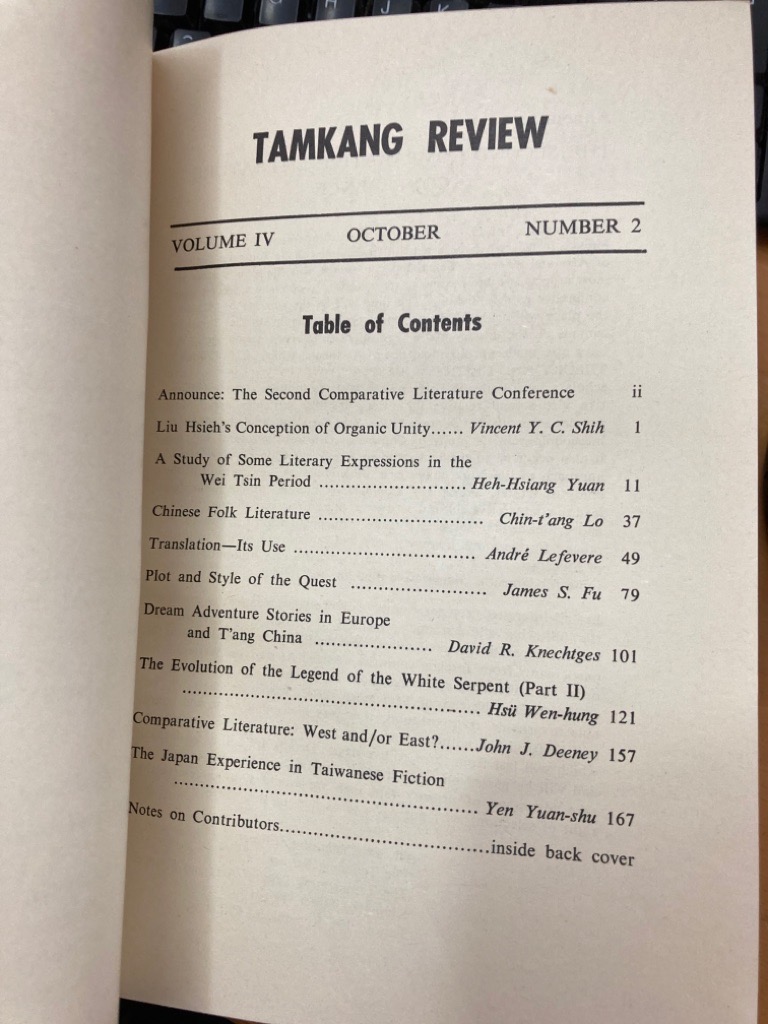 TAMKANG REVIEW
VOLUME IV OCTOBER NUMBER 2
Table of Contents
Announce: The Second Comparative Literature Conference ii
Liu Hsieh's Conception of Organic Unity...... Vincent Y. C. Shih 1
A Study of Some Literary Expressions in the
Wei Tsin Period ........................... Heh-Hsiang Yuan 11
Chinese Folk Literature ............................... Chin-t'ang Lo 37
Translation—Its Use .................................. André Lefevere 49
Plot and Style of the Quest ......................... James S. Fu 79
Dream Adventure Stories in Europe
and T'ang China ...................... David R. Knechtges 101
The Evolution of the Legend of the White Serpent (Part II)
....................................................... Hsü Wen-hung 121
Comparative Literature: West and/or East?......John J. Deeney 157
The Japan Experience in Taiwanese Fiction
........................................................ Yen Yuan-shu 167
Notes on Contributors.......................................inside back cover